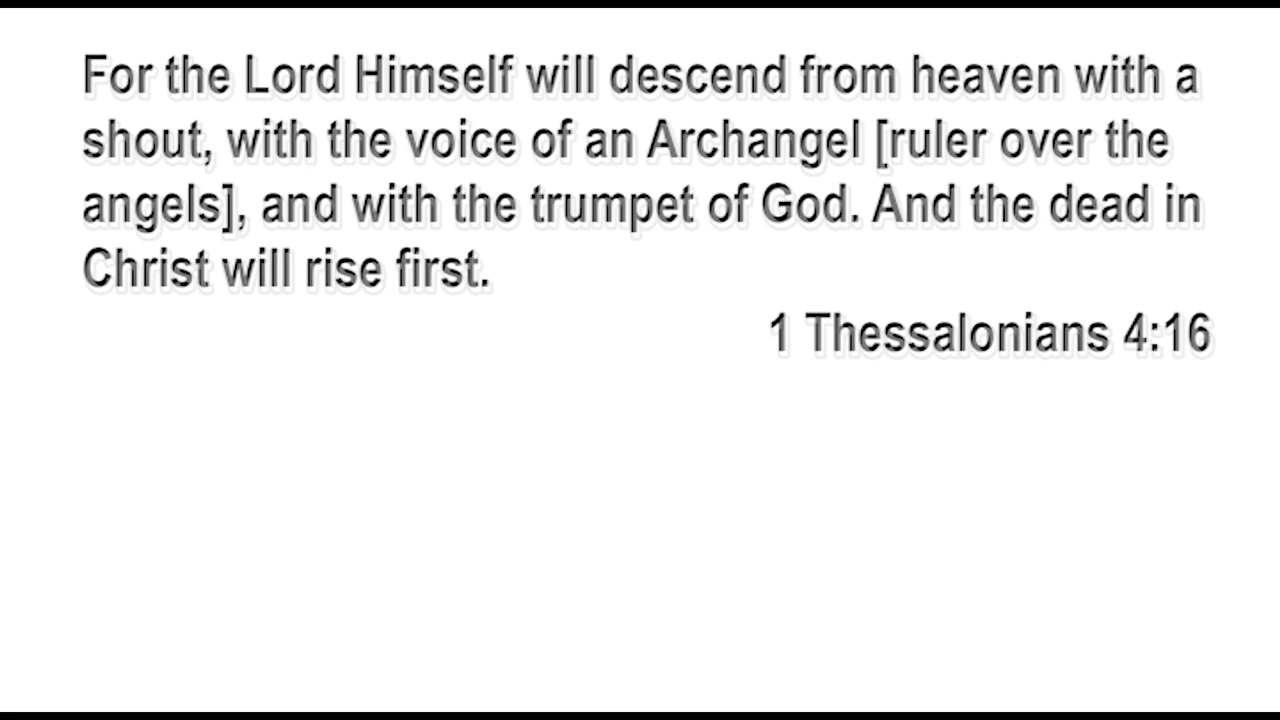 For the Lord Himself will descend from heaven with a
shout, with the voice of an Archangel [ruler over the
angels], and with the trumpet of God. And the dead in
Christ will rise first.
1 Thessalonians 4:16